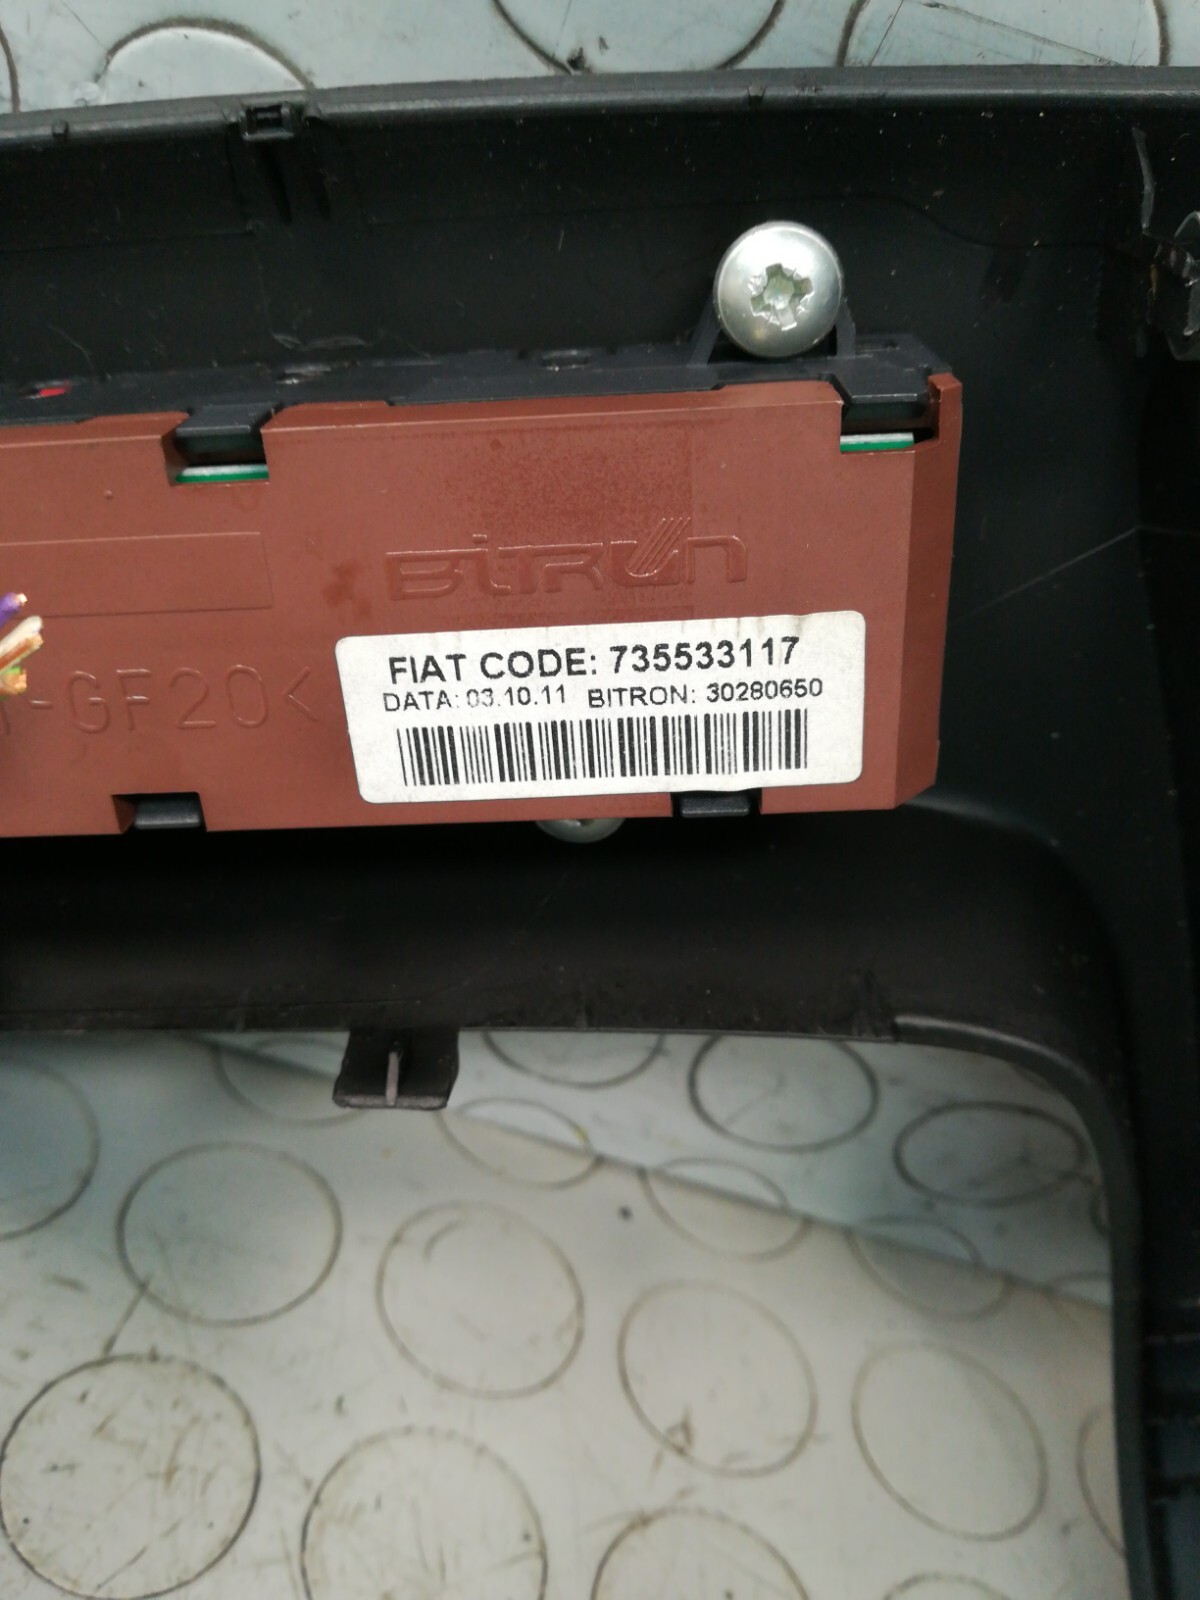 BITRON
FIAT CODE: 735533117
DATA: 03.10.11 BITRON: 30280650
-GF20<